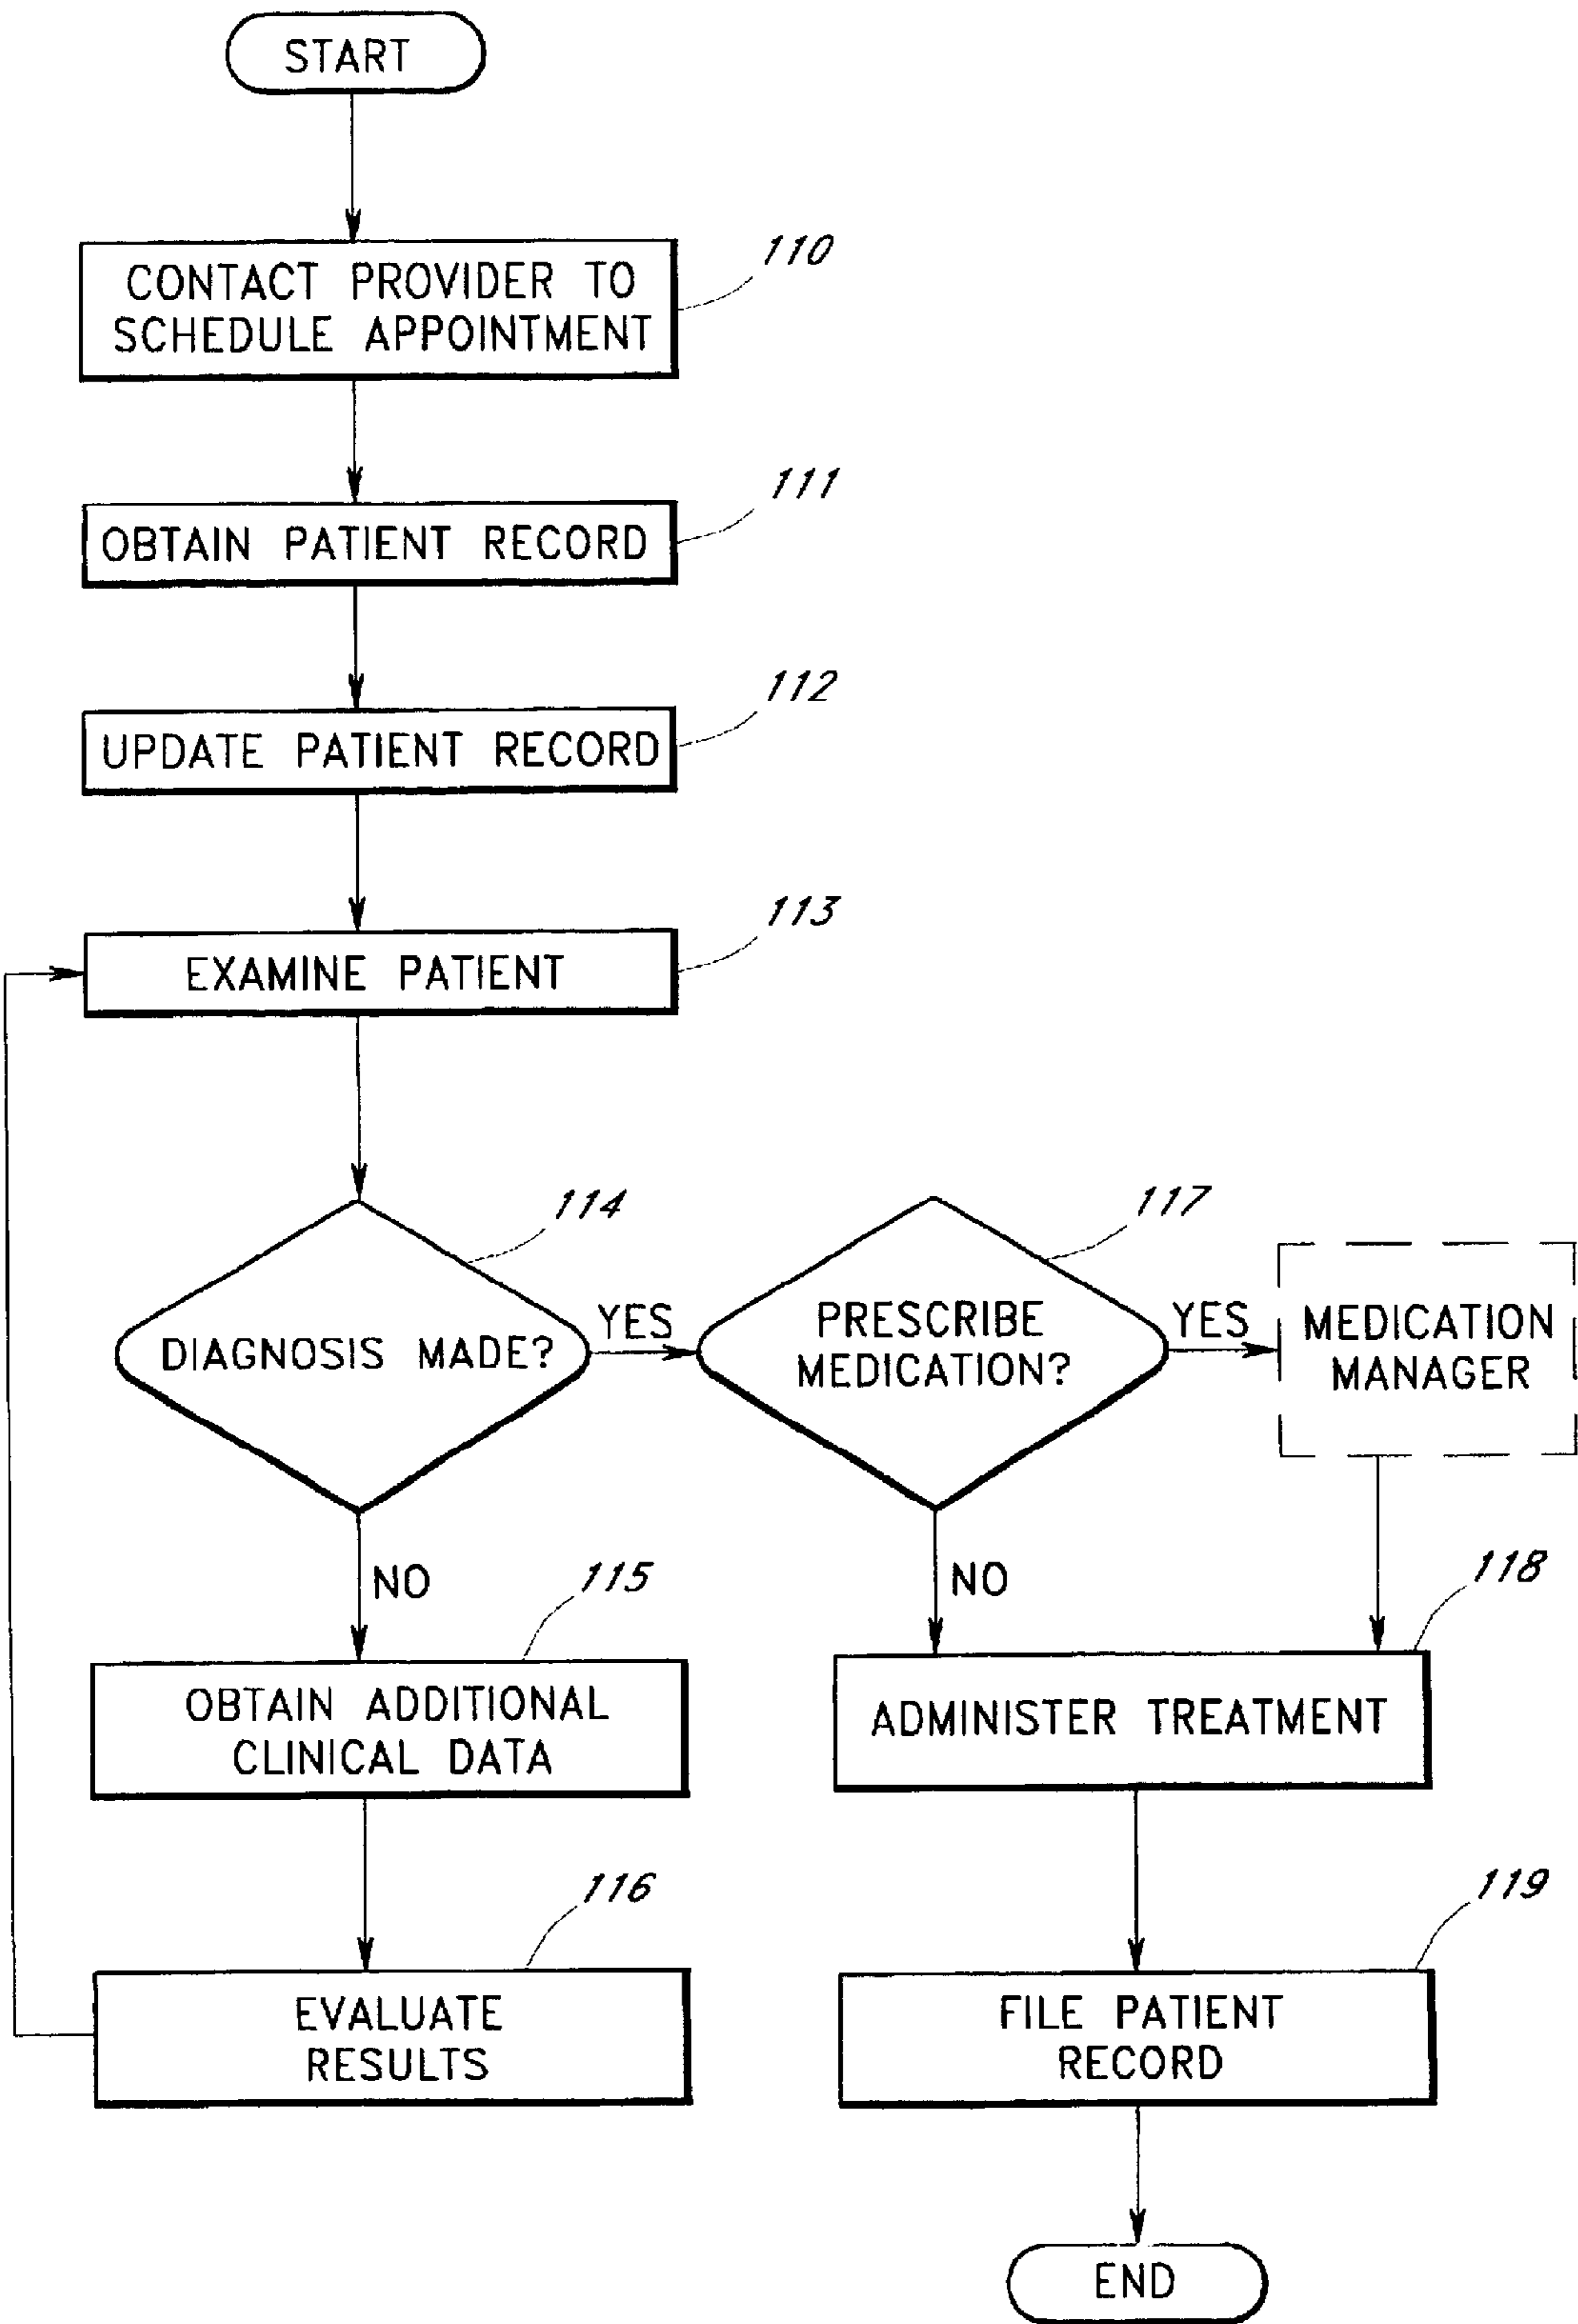 START
CONTACT PROVIDER TO
SCHEDULE APPOINTMENT
110
OBTAIN PATIENT RECORD
111
UPDATE PATIENT RECORD
112
EXAMINE PATIENT
113
DIAGNOSIS MADE?
114
YES
PRESCRIBE
MEDICATION?
117
YES
MEDICATION
MANAGER
NO
OBTAIN ADDITIONAL
CLINICAL DATA
115
NO
ADMINISTER TREATMENT
118
EVALUATE
RESULTS
116
FILE PATIENT
RECORD
119
END